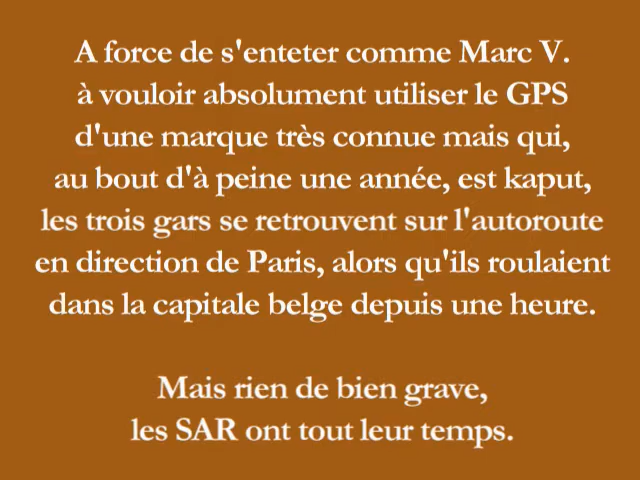 A force de s'enteter comme Marc V.
à vouloir absolument utiliser le GPS
d'une marque très connue mais qui,
au bout d'à peine une année, est kaput,
les trois gars se retrouvent sur l'autoroute
en direction de Paris, alors qu'ils roulaient
dans la capitale belge depuis une heure.
Mais rien de bien grave,
les SAR ont tout leur temps.